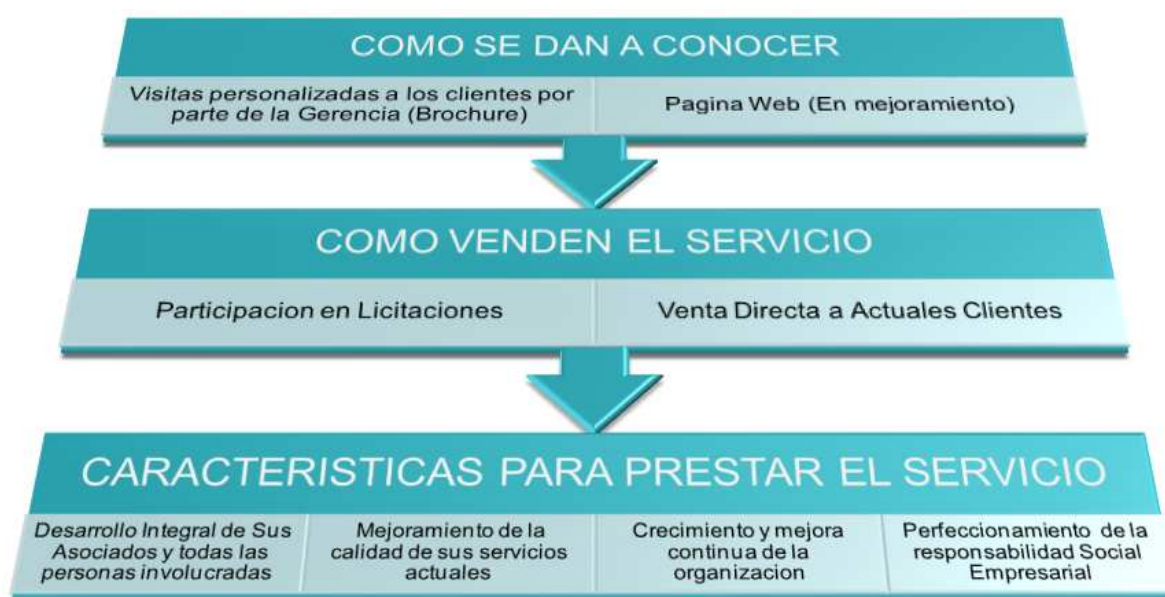 COMO SE DAN A CONOCER
Visitas personalizadas a los clientes por
parte de la Gerencia (Brochure)
Pagina Web (En mejoramiento)
COMO VENDEN EL SERVICIO
Participacion en Licitaciones
Venta Directa a Actuales Clientes
CARACTERISTICAS PARA PRESTAR EL SERVICIO
Desarrollo Integral de Sus
Asociados y todas las
personas involucradas
Mejoramiento de la
calidad de sus servicios
actuales
Crecimiento y mejora
continua de la
organizacion
Perfeccionamiento de la
responsabilidad Social
Empresarial